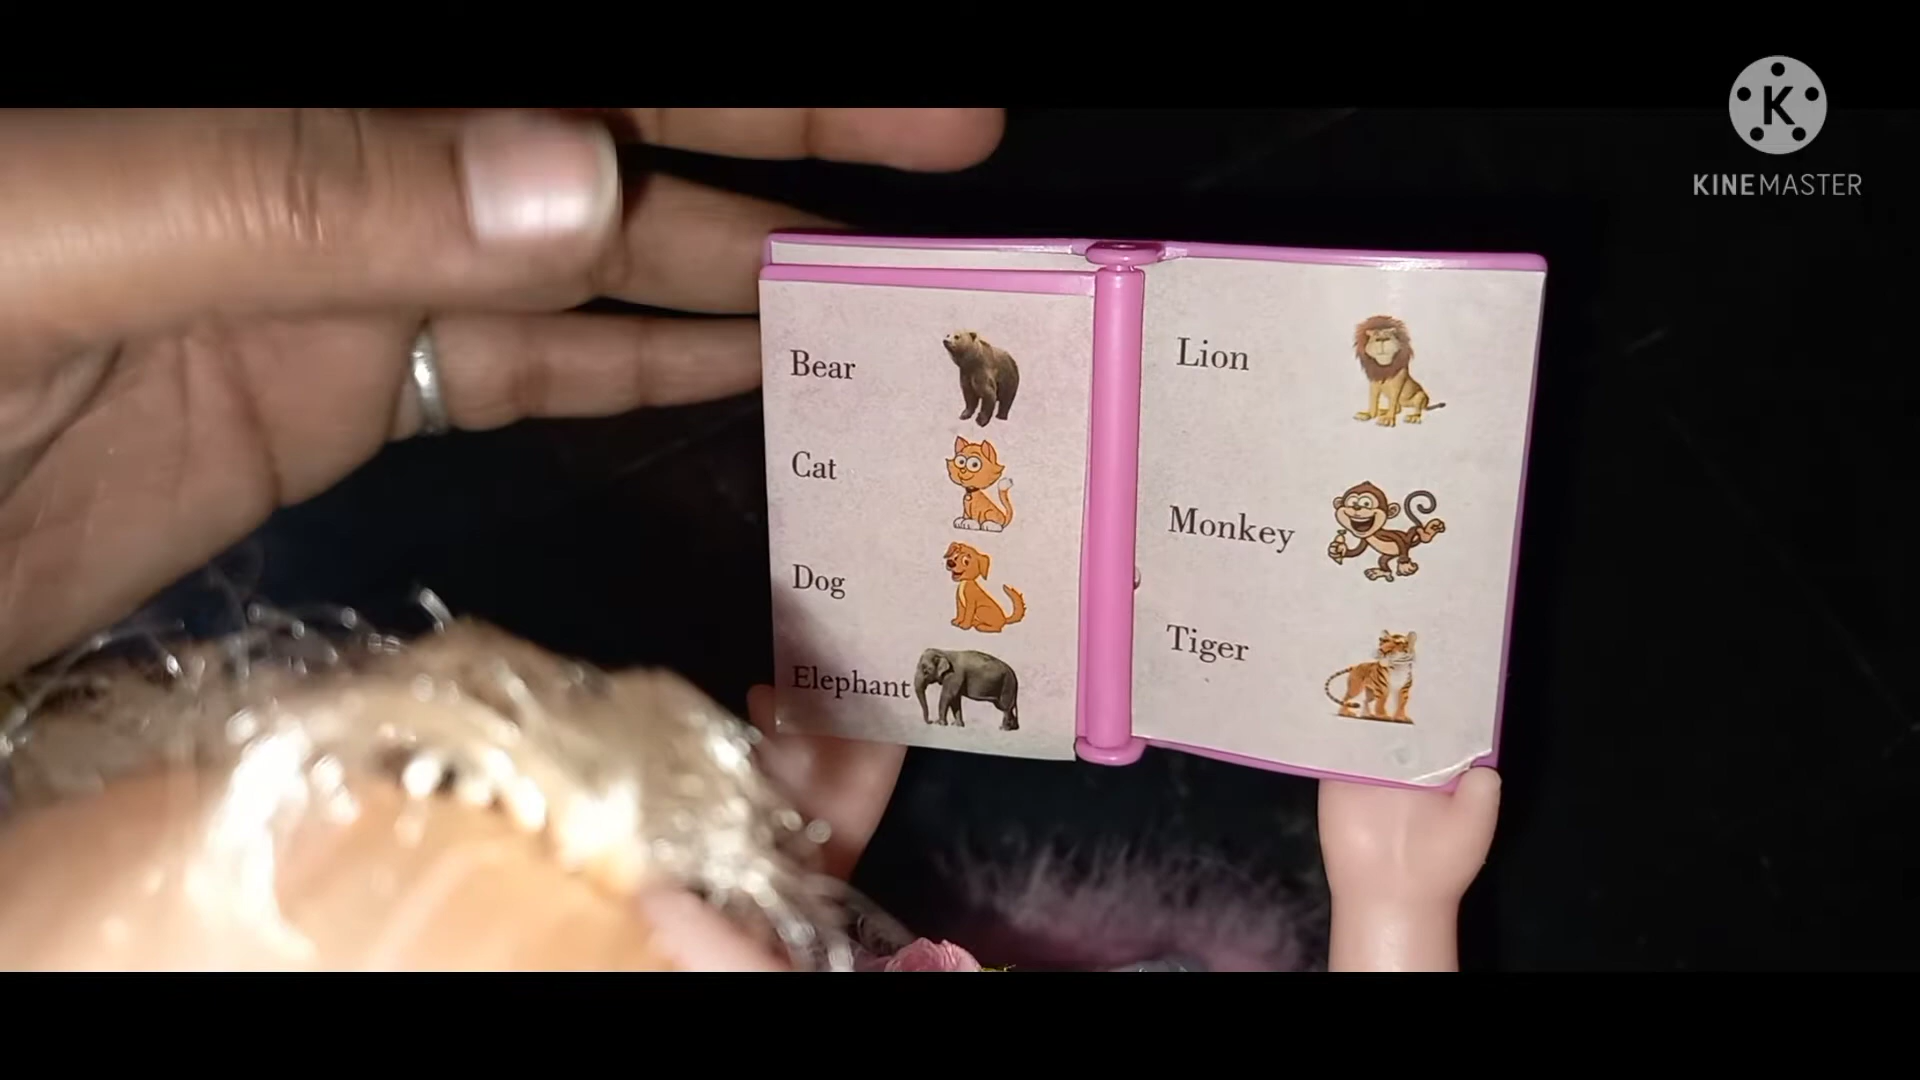 Bear
Cat
Dog
Elephant
Lion
Monkey
Tiger
K
KINEMASTER